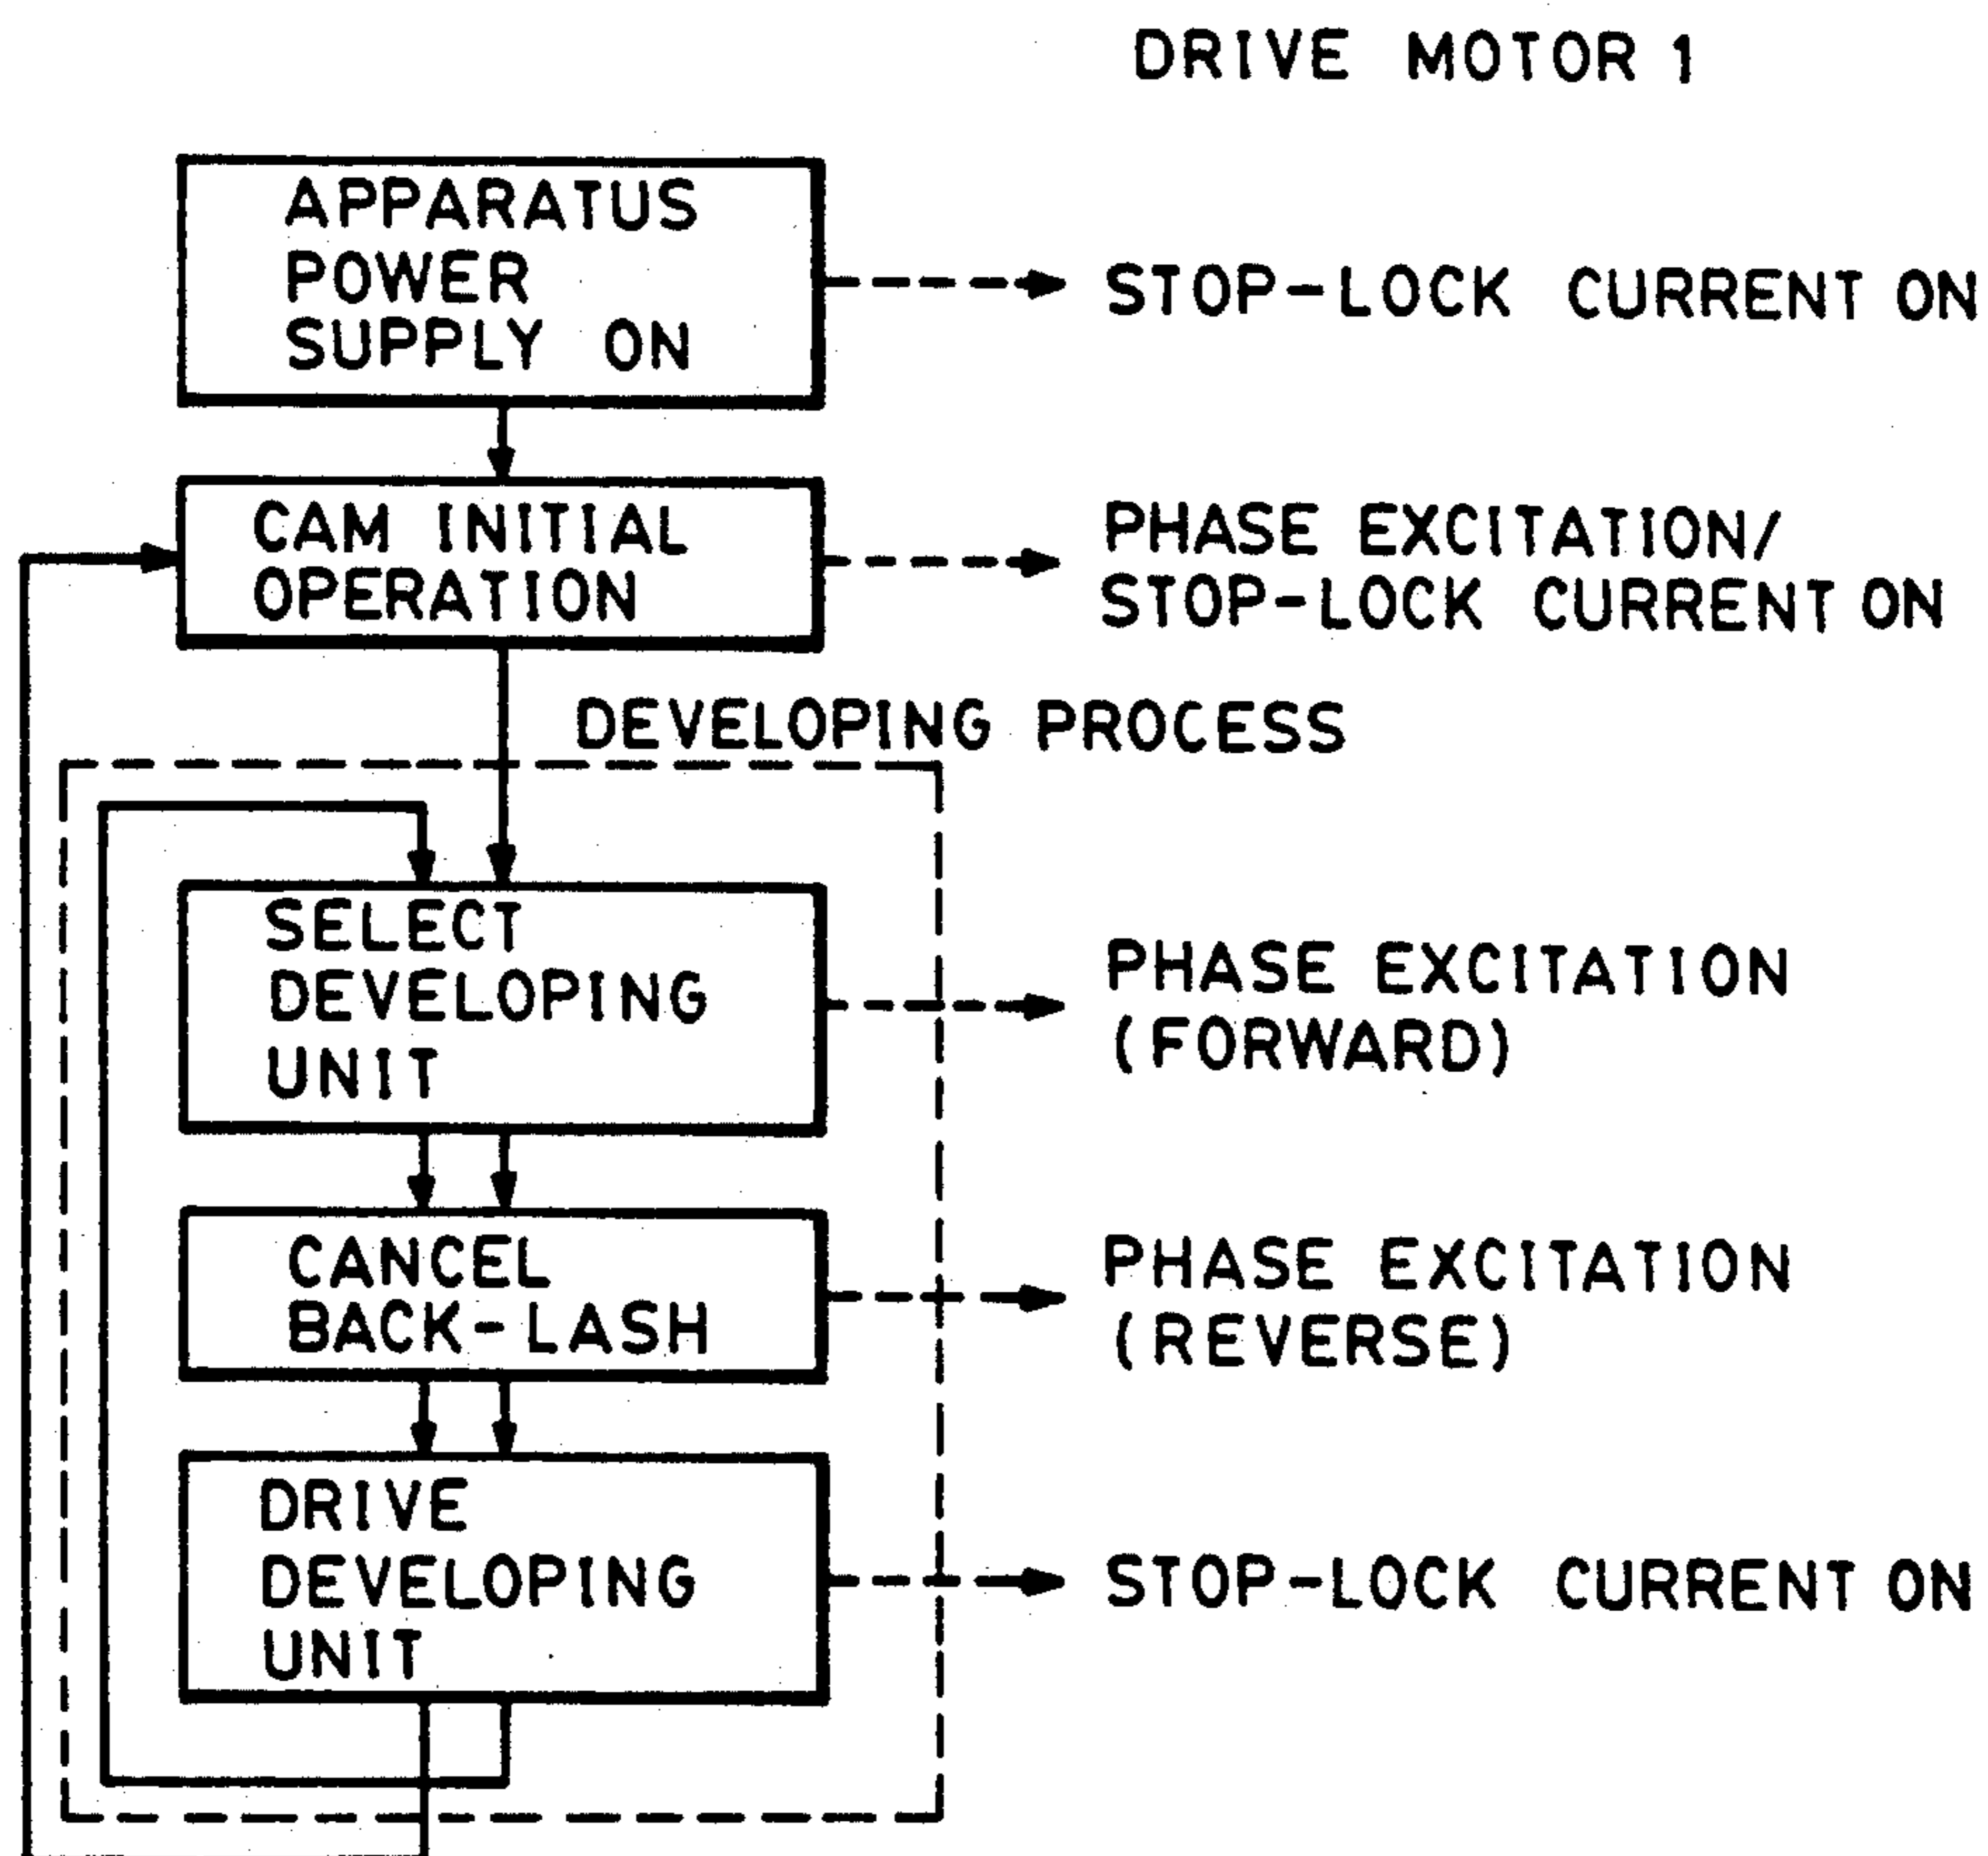 DRIVE MOTOR 1
APPARATUS
POWER
SUPPLY ON
STOP-LOCK CURRENT ON
CAM INITIAL
OPERATION
PHASE EXCITATION/
STOP-LOCK CURRENT ON
DEVELOPING PROCESS
SELECT
DEVELOPING
UNIT
PHASE EXCITATION
(FORWARD)
CANCEL
BACK-LASH
PHASE EXCITATION
(REVERSE)
DRIVE
DEVELOPING
UNIT
STOP-LOCK CURRENT ON